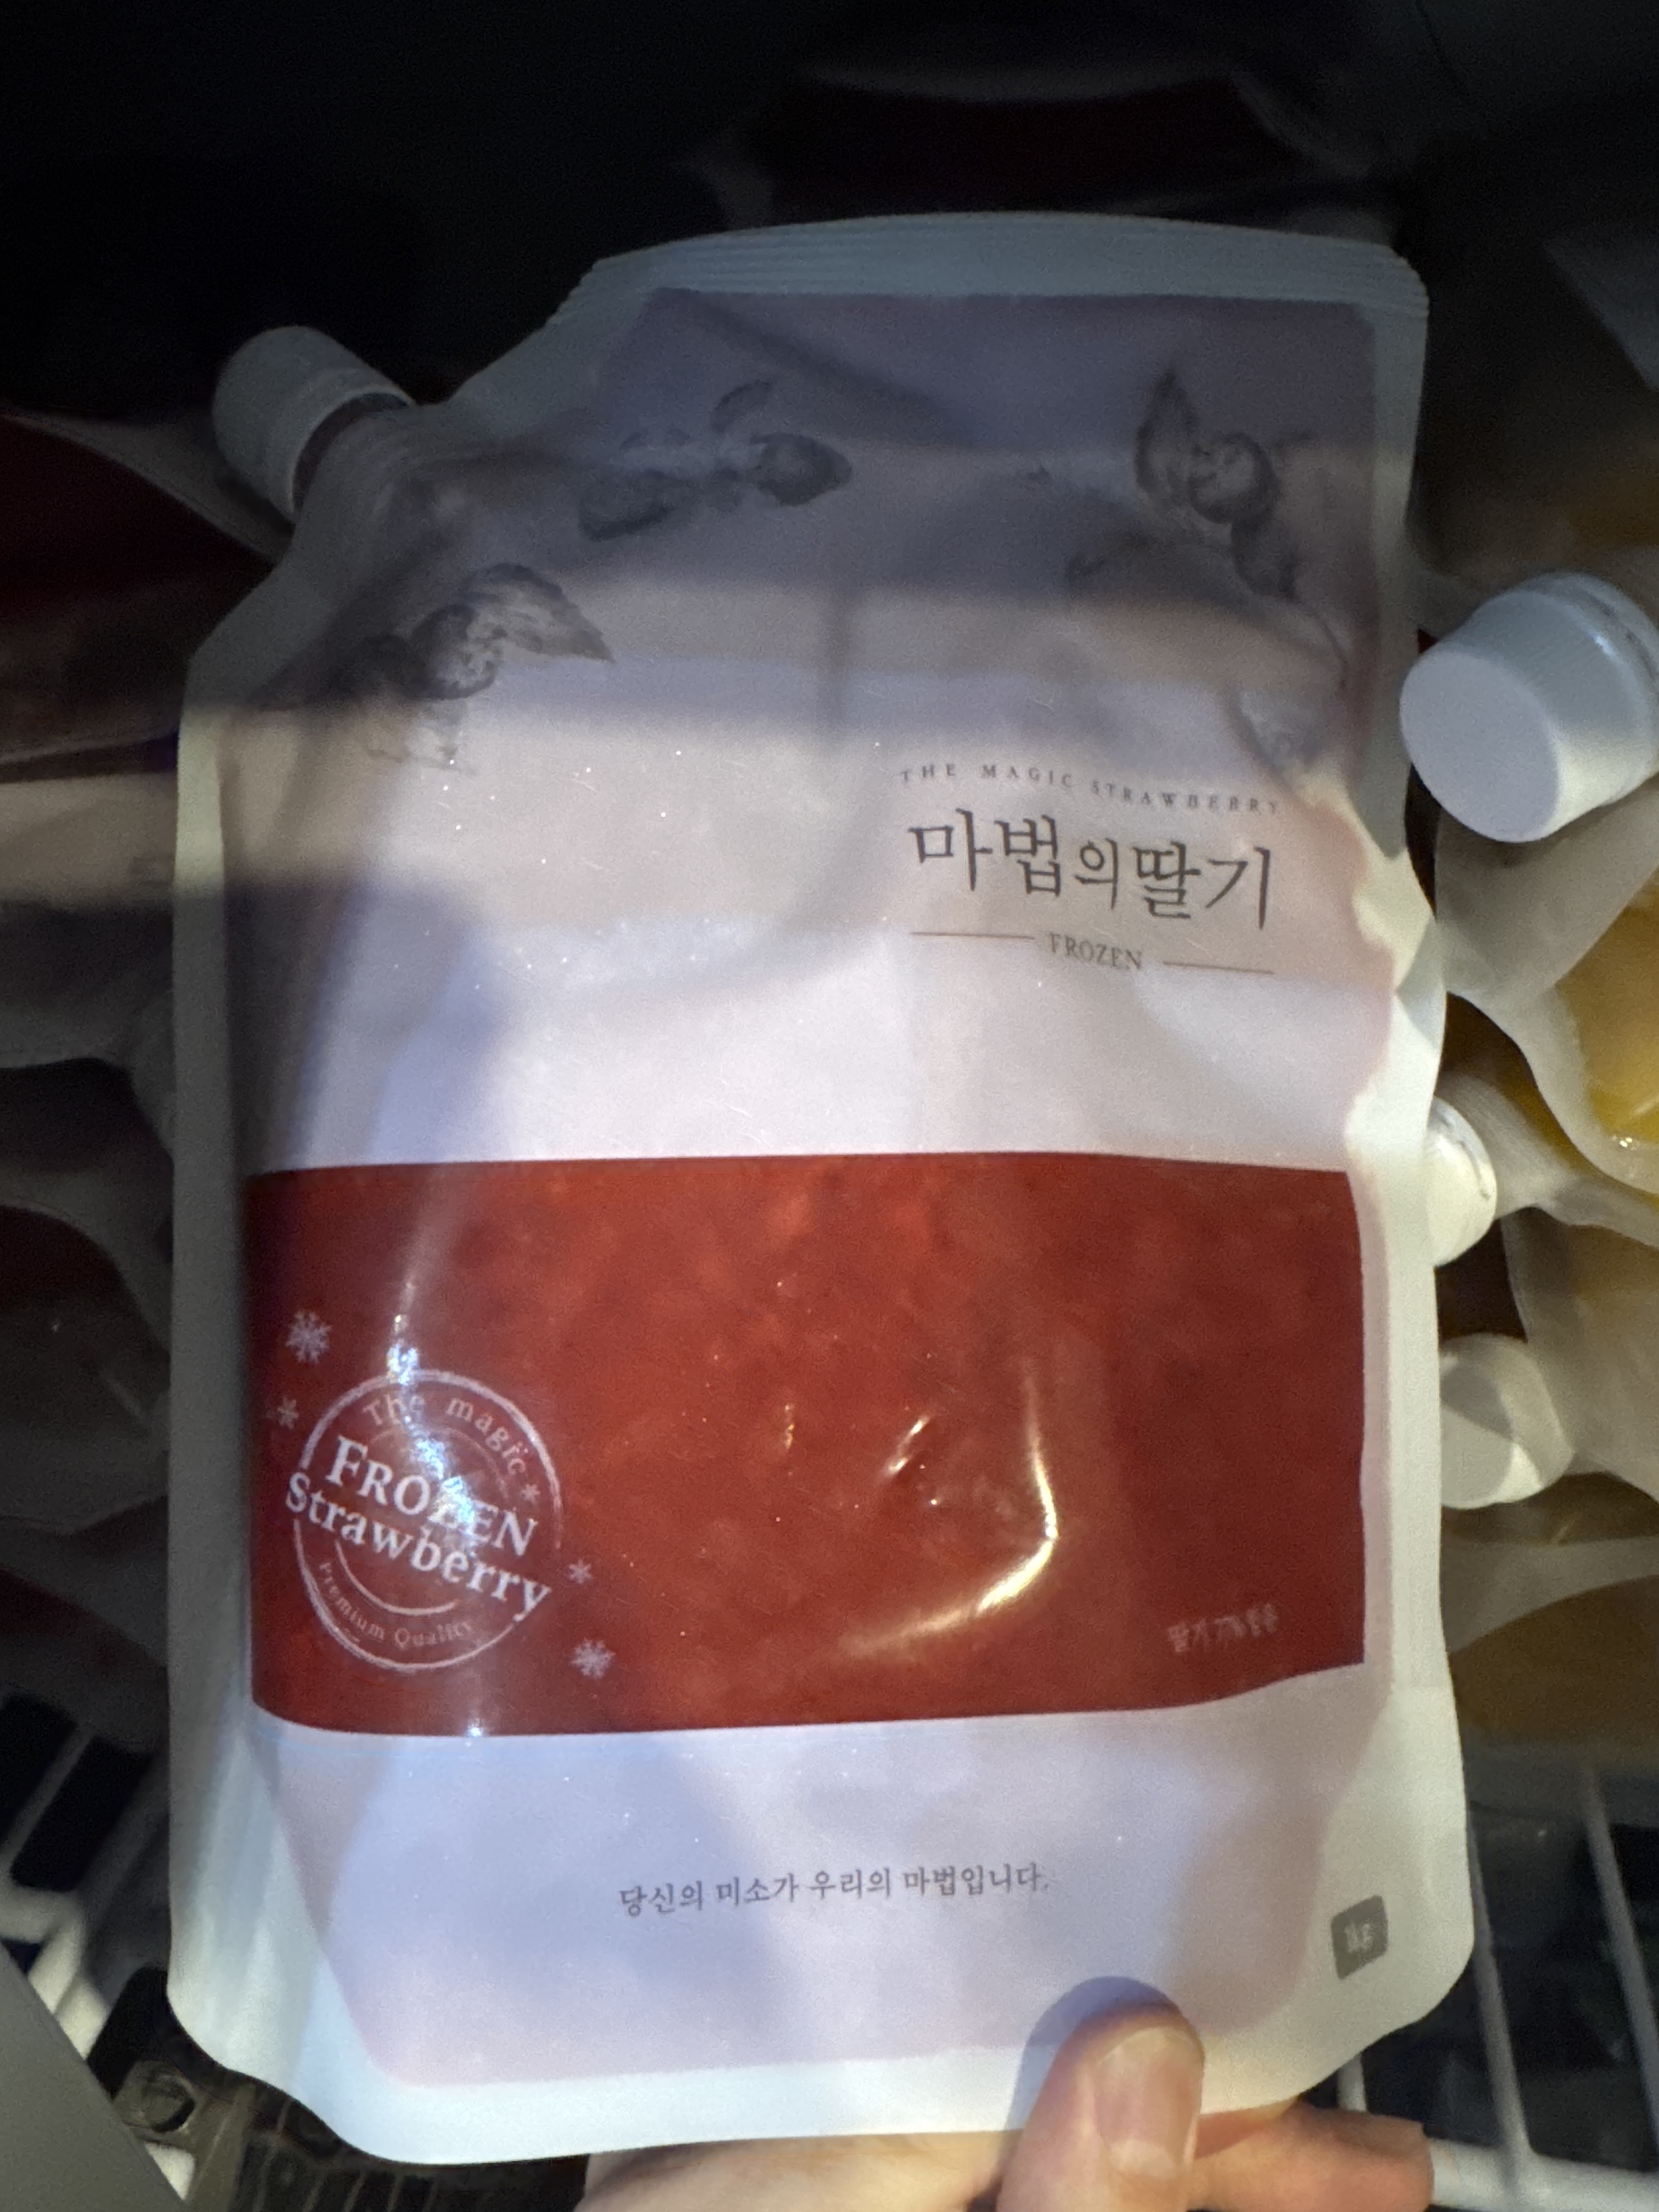 THE MAGIC STRAWBERRY
마법의딸기
FROZEN
The magic
FROZEN
Strawberry
Premium Quality
당신의 미소가 우리의 마법입니다.
1kg